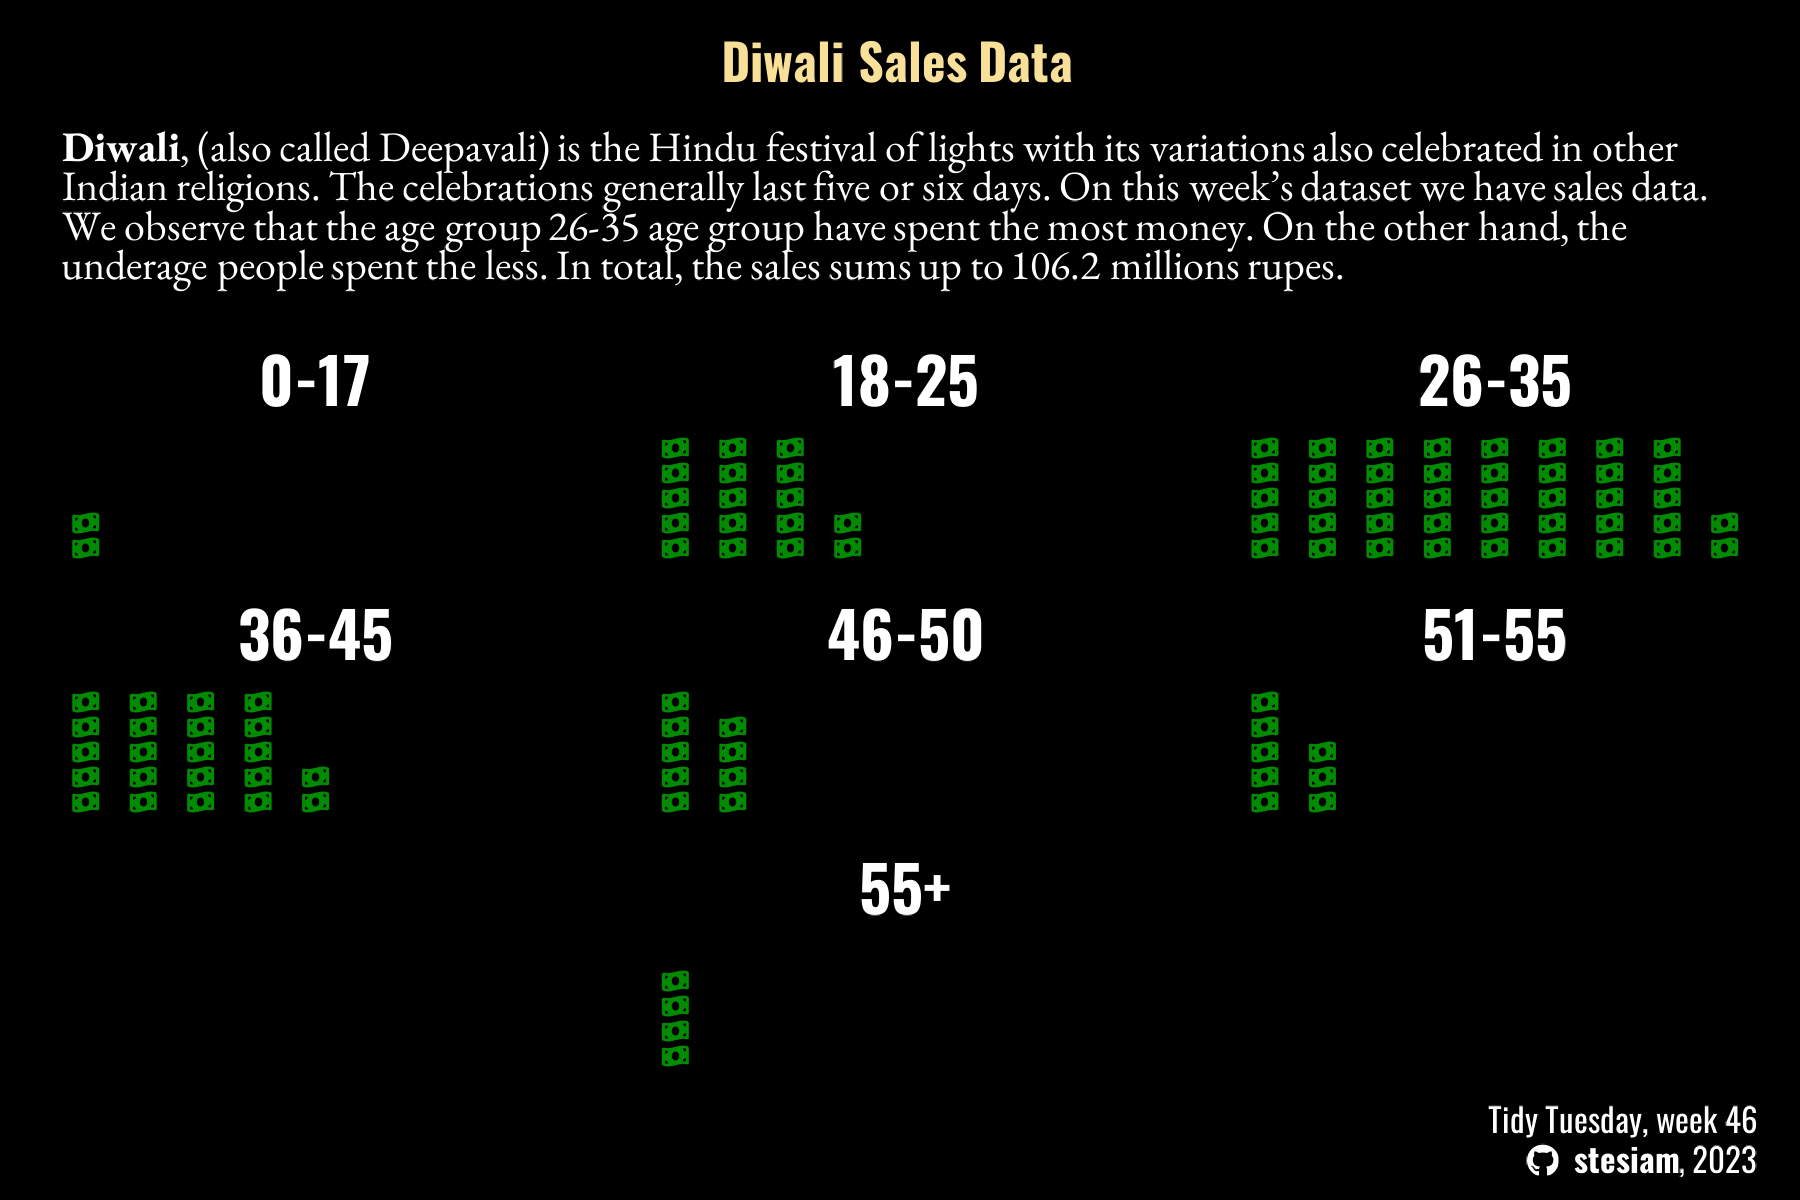 Diwali Sales Data
Diwali, (also called Deepavali) is the Hindu festival of lights with its variations also celebrated in other
Indian religions. The celebrations generally last five or six days. On this week’s dataset we have sales data.
We observe that the age group 26-35 age group have spent the most money. On the other hand, the
underage people spent the less. In total, the sales sums up to 106.2 millions rupes.
0-17
18-25
26-35
36-45
46-50
51-55
55+
Tidy Tuesday, week 46
stesiam, 2023